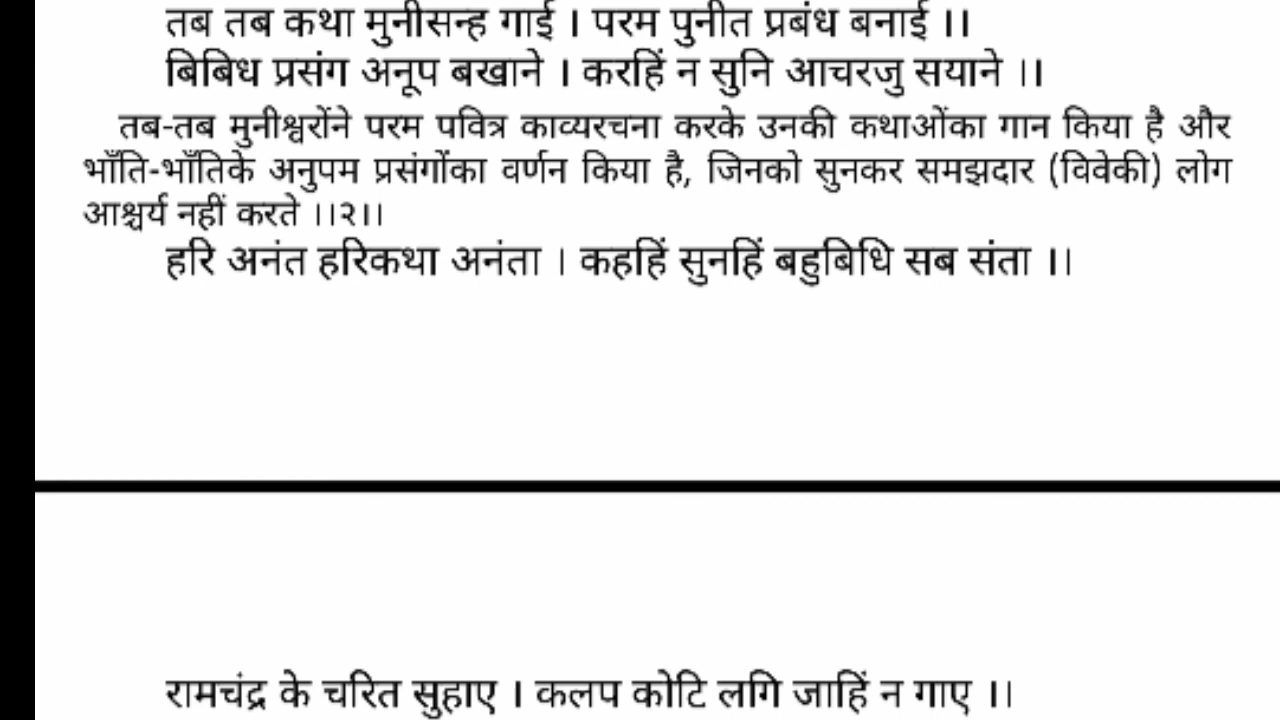 तब तब कथा मुनीसन्ह गाई । परम पुनीत प्रबंध बनाई ।।
बिबिध प्रसंग अनूप बखाने । करहिं न सुनि आचरजु सयाने ।।
तब-तब मुनीश्वरोंने परम पवित्र काव्यरचना करके उनकी कथाओंका गान किया है और
भाँति-भाँतिके अनुपम प्रसंगोंका वर्णन किया है, जिनको सुनकर समझदार (विवेकी) लोग
आश्चर्य नहीं करते ।।२।।
हरि अनंत हरिकथा अनंता । कहहिं सुनहिं बहुबिधि सब संता ।।
रामचंद्र के चरित सुहाए । कलप कोटि लगि जाहिं न गाए ।।